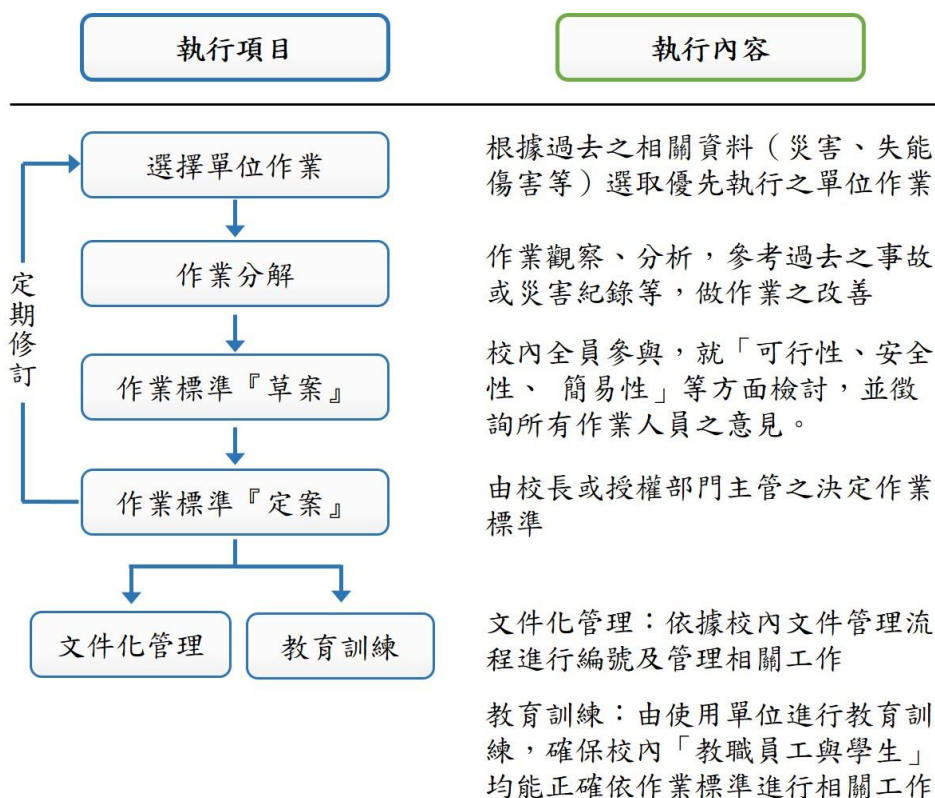 執行項目
執行內容
選擇單位作業
根據過去之相關資料（災害、失能
傷害等）選取優先執行之單位作業
作業分解
作業觀察、分析，參考過去之事故
或災害紀錄等，做作業之改善
定期修訂
作業標準『草案』
校內全員參與，就「可行性、安全
性、 簡易性」等方面檢討，並徵
詢所有作業人員之意見。
作業標準『定案』
由校長或授權部門主管之決定作業
標準
文件化管理
教育訓練
文件化管理：依據校內文件管理流
程進行編號及管理相關工作
教育訓練：由使用單位進行教育訓
練，確保校內「教職員工與學生」
均能正確依作業標準進行相關工作